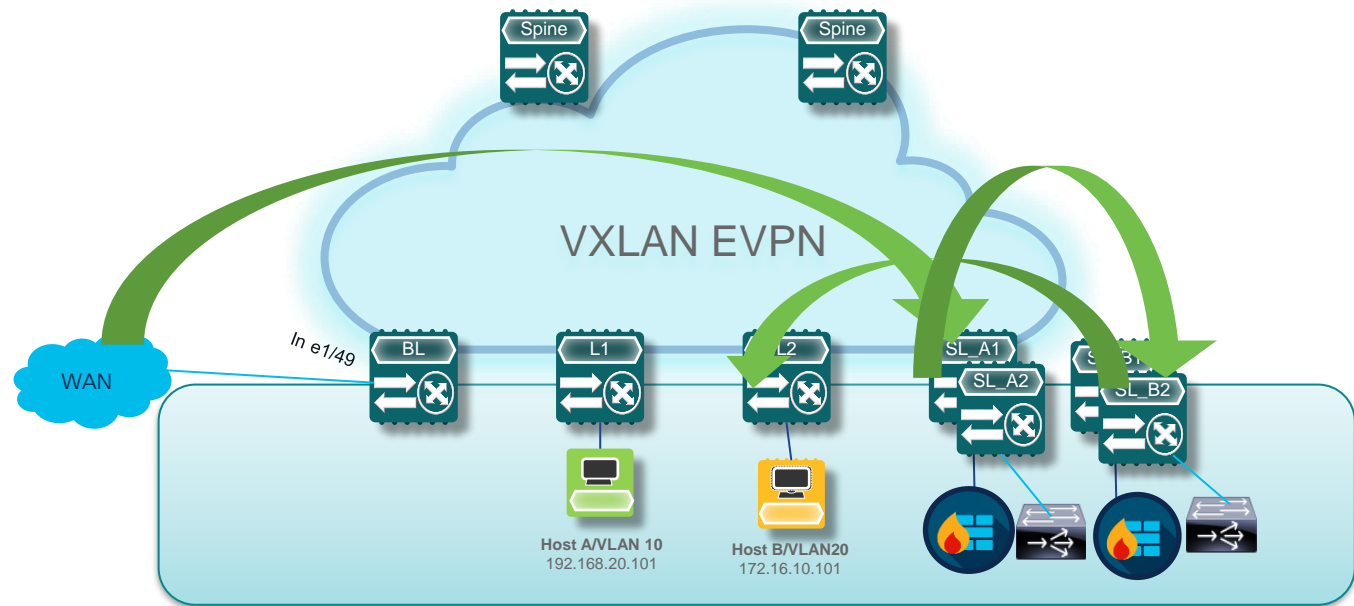 Spine
Spine
VXLAN EVPN
In e1/49
WAN
BL
L1
L2
SL_A1
SL_A2
SL_B1
SL_B2
Host A/VLAN 10
192.168.20.101
Host B/VLAN20
172.16.10.101